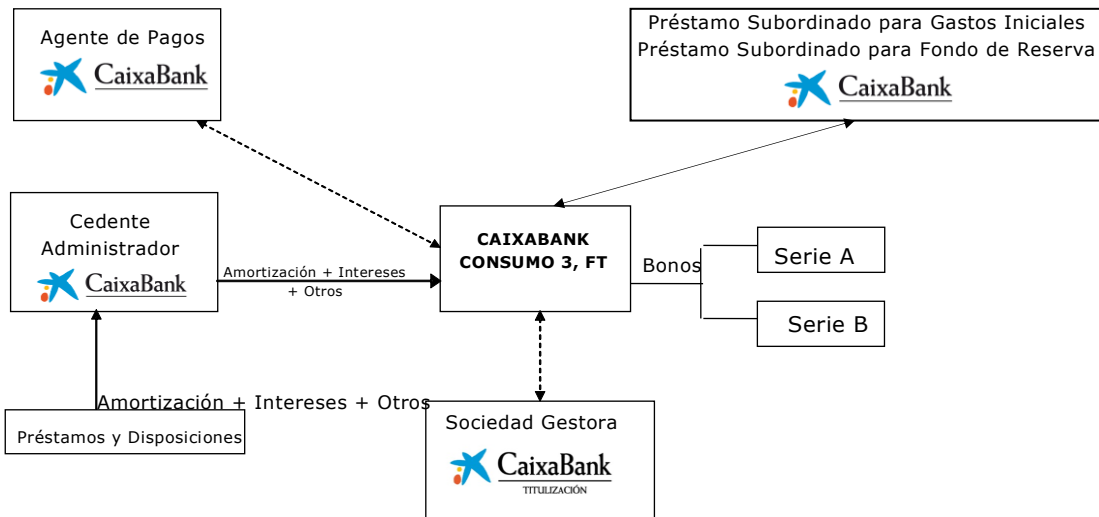 Agente de Pagos
CaixaBank
Préstamo Subordinado para Gastos Iniciales
Préstamo Subordinado para Fondo de Reserva
CaixaBank
Cedente
Administrador
CaixaBank
Amortización + Intereses
+ Otros
CAIXABANK
CONSUMO 3, FT
Bonos
Serie A
Serie B
Amortización + Intereses + Otros
Préstamos y Disposiciones
Sociedad Gestora
CaixaBank
TITULIZACIÓN